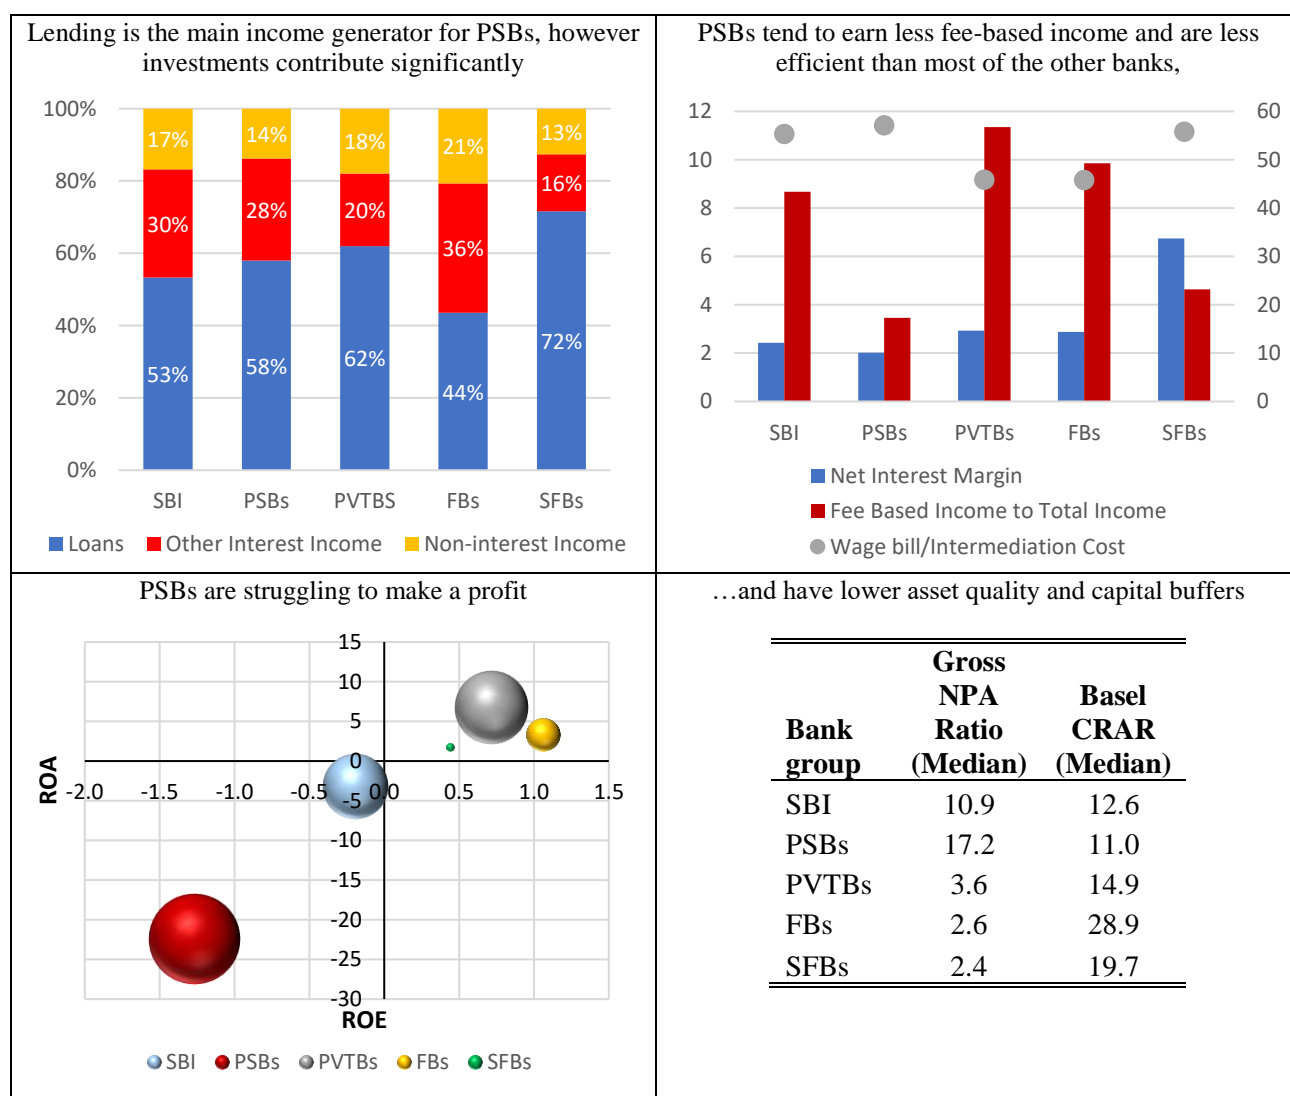 Lending is the main income generator for PSBs, however
investments contribute significantly
100%
80%
60%
40%
20%
0%
17%
14%
18%
21%
13%
30%
28%
20%
36%
16%
53%
58%
62%
44%
72%
SBI
PSBs
PVTBS
FBs
SFBs
Loans
Other Interest Income
Non-interest Income
PSBs tend to earn less fee-based income and are less
efficient than most of the other banks,
12
10
8
6
4
2
0
60
50
40
30
20
10
0
SBI
PSBs
PVTBs
FBs
SFBs
Net Interest Margin
Fee Based Income to Total Income
Wage bill/Intermediation Cost
PSBs are struggling to make a profit
15
10
5
0
-5
-10
-15
-20
-25
-30
-2.0
-1.5
-1.0
-0.5
0.0
0.5
1.0
1.5
ROA
ROE
SBI
PSBs
PVTBs
FBs
SFBs
…and have lower asset quality and capital buffers
Gross
NPA Basel
Bank Ratio CRAR
group (Median) (Median)
SBI 10.9 12.6
PSBs 17.2 11.0
PVTBs 3.6 14.9
FBs 2.6 28.9
SFBs 2.4 19.7